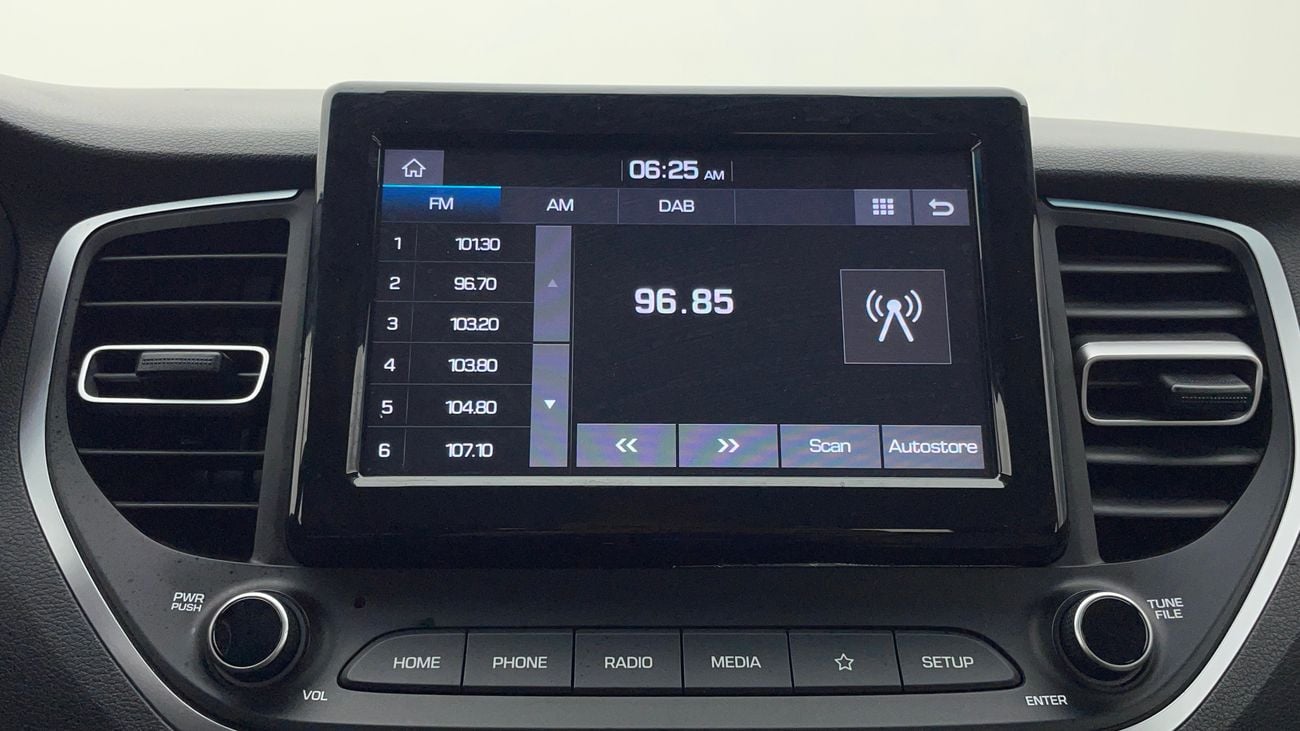 06:25 AM
FM AM DAB
1 101.30
2 96.70
3 103.20
4 103.80
5 104.80
6 107.10
96.85
Scan Autostore
PWR
PUSH
VOL
HOME PHONE RADIO MEDIA SETUP
TUNE
FILE
ENTER